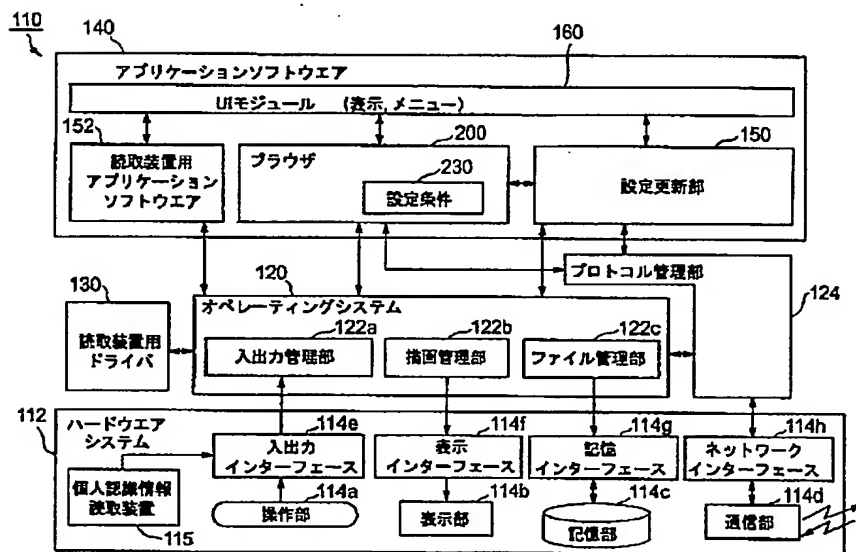 110
140
160
アプリケーションソフトウエア
UIモジュール (表示,メニュー)
152
200
150
読取装置用
アプリケーション
ソフトウエア
ブラウザ
230
設定条件
設定更新部
130
120
プロトコル管理部
124
オペレーティングシステム
読取装置用
ドライバ
122a
122b
122c
入出力管理部
描画管理部
ファイル管理部
112
ハードウエア
システム
114e
114f
114g
114h
入出力
インターフェース
表示
インターフェース
記信
インターフェース
ネットワーク
インターフェース
個人認識情報
読取装置
115
114a
操作部
114b
表示部
114c
記憶部
114d
通信部